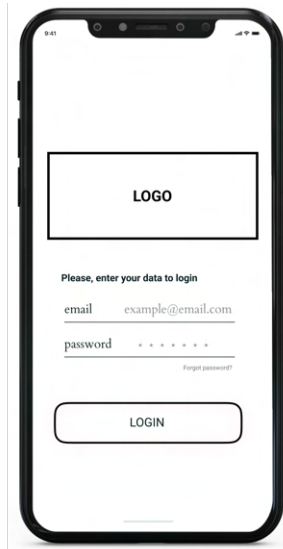 9:41
LOGO
Please, enter your data to login
email example@email.com
password * * * * * * *
Forgot password?
LOGIN